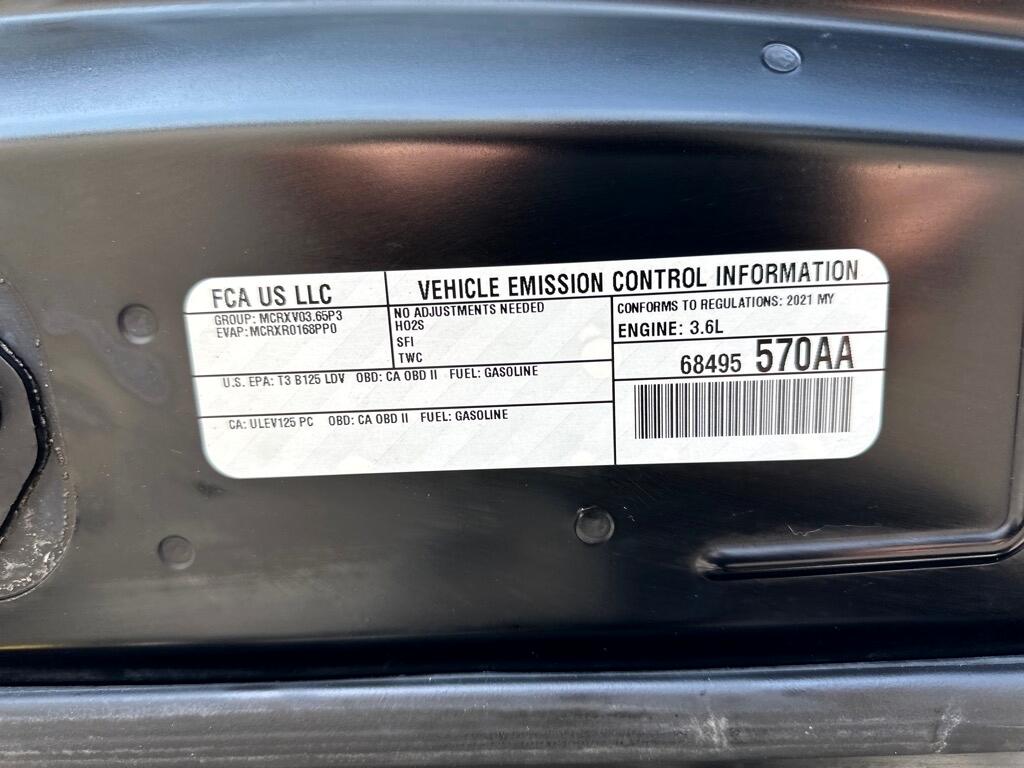 FCA US LLC
GROUP: MCRXV03.65P3
EVAP: MCRXR0168PP0
VEHICLE EMISSION CONTROL INFORMATION
NO ADJUSTMENTS NEEDED
HO2S
SFI
TWC
CONFORMS TO REGULATIONS: 2021 MY
ENGINE: 3.6L
68495 570AA
U.S. EPA: T3 B125 LDV OBD: CA OBD II FUEL: GASOLINE
CA: ULEV125 PC OBD: CA OBD II FUEL: GASOLINE